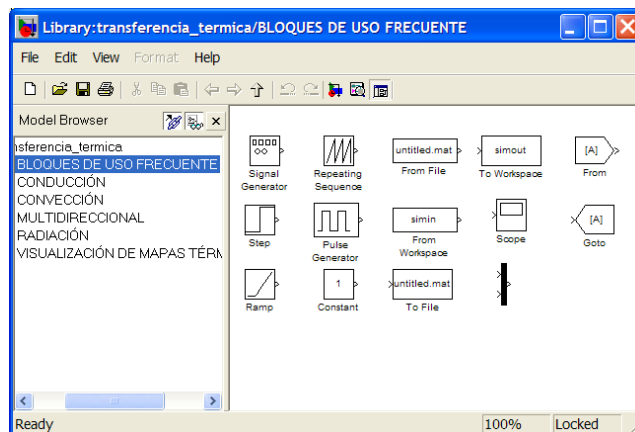 Library:transferencia_termica/BLOQUES DE USO FRECUENTE
File Edit View Format Help
Model Browser
nsferencia_termica
BLOQUES DE USO FRECUENTE
CONDUCCIÓN
CONVECCIÓN
MULTIDIRECCIONAL
RADIACIÓN
VISUALIZACIÓN DE MAPAS TÉRM
Signal Generator
Repeating Sequence
untitled.mat
From File
simout
To Workspace
[A]
From
Step
Pulse Generator
simin
From Workspace
Scope
[A]
Goto
Ramp
1
Constant
untitled.mat
To File
Ready 100% Locked